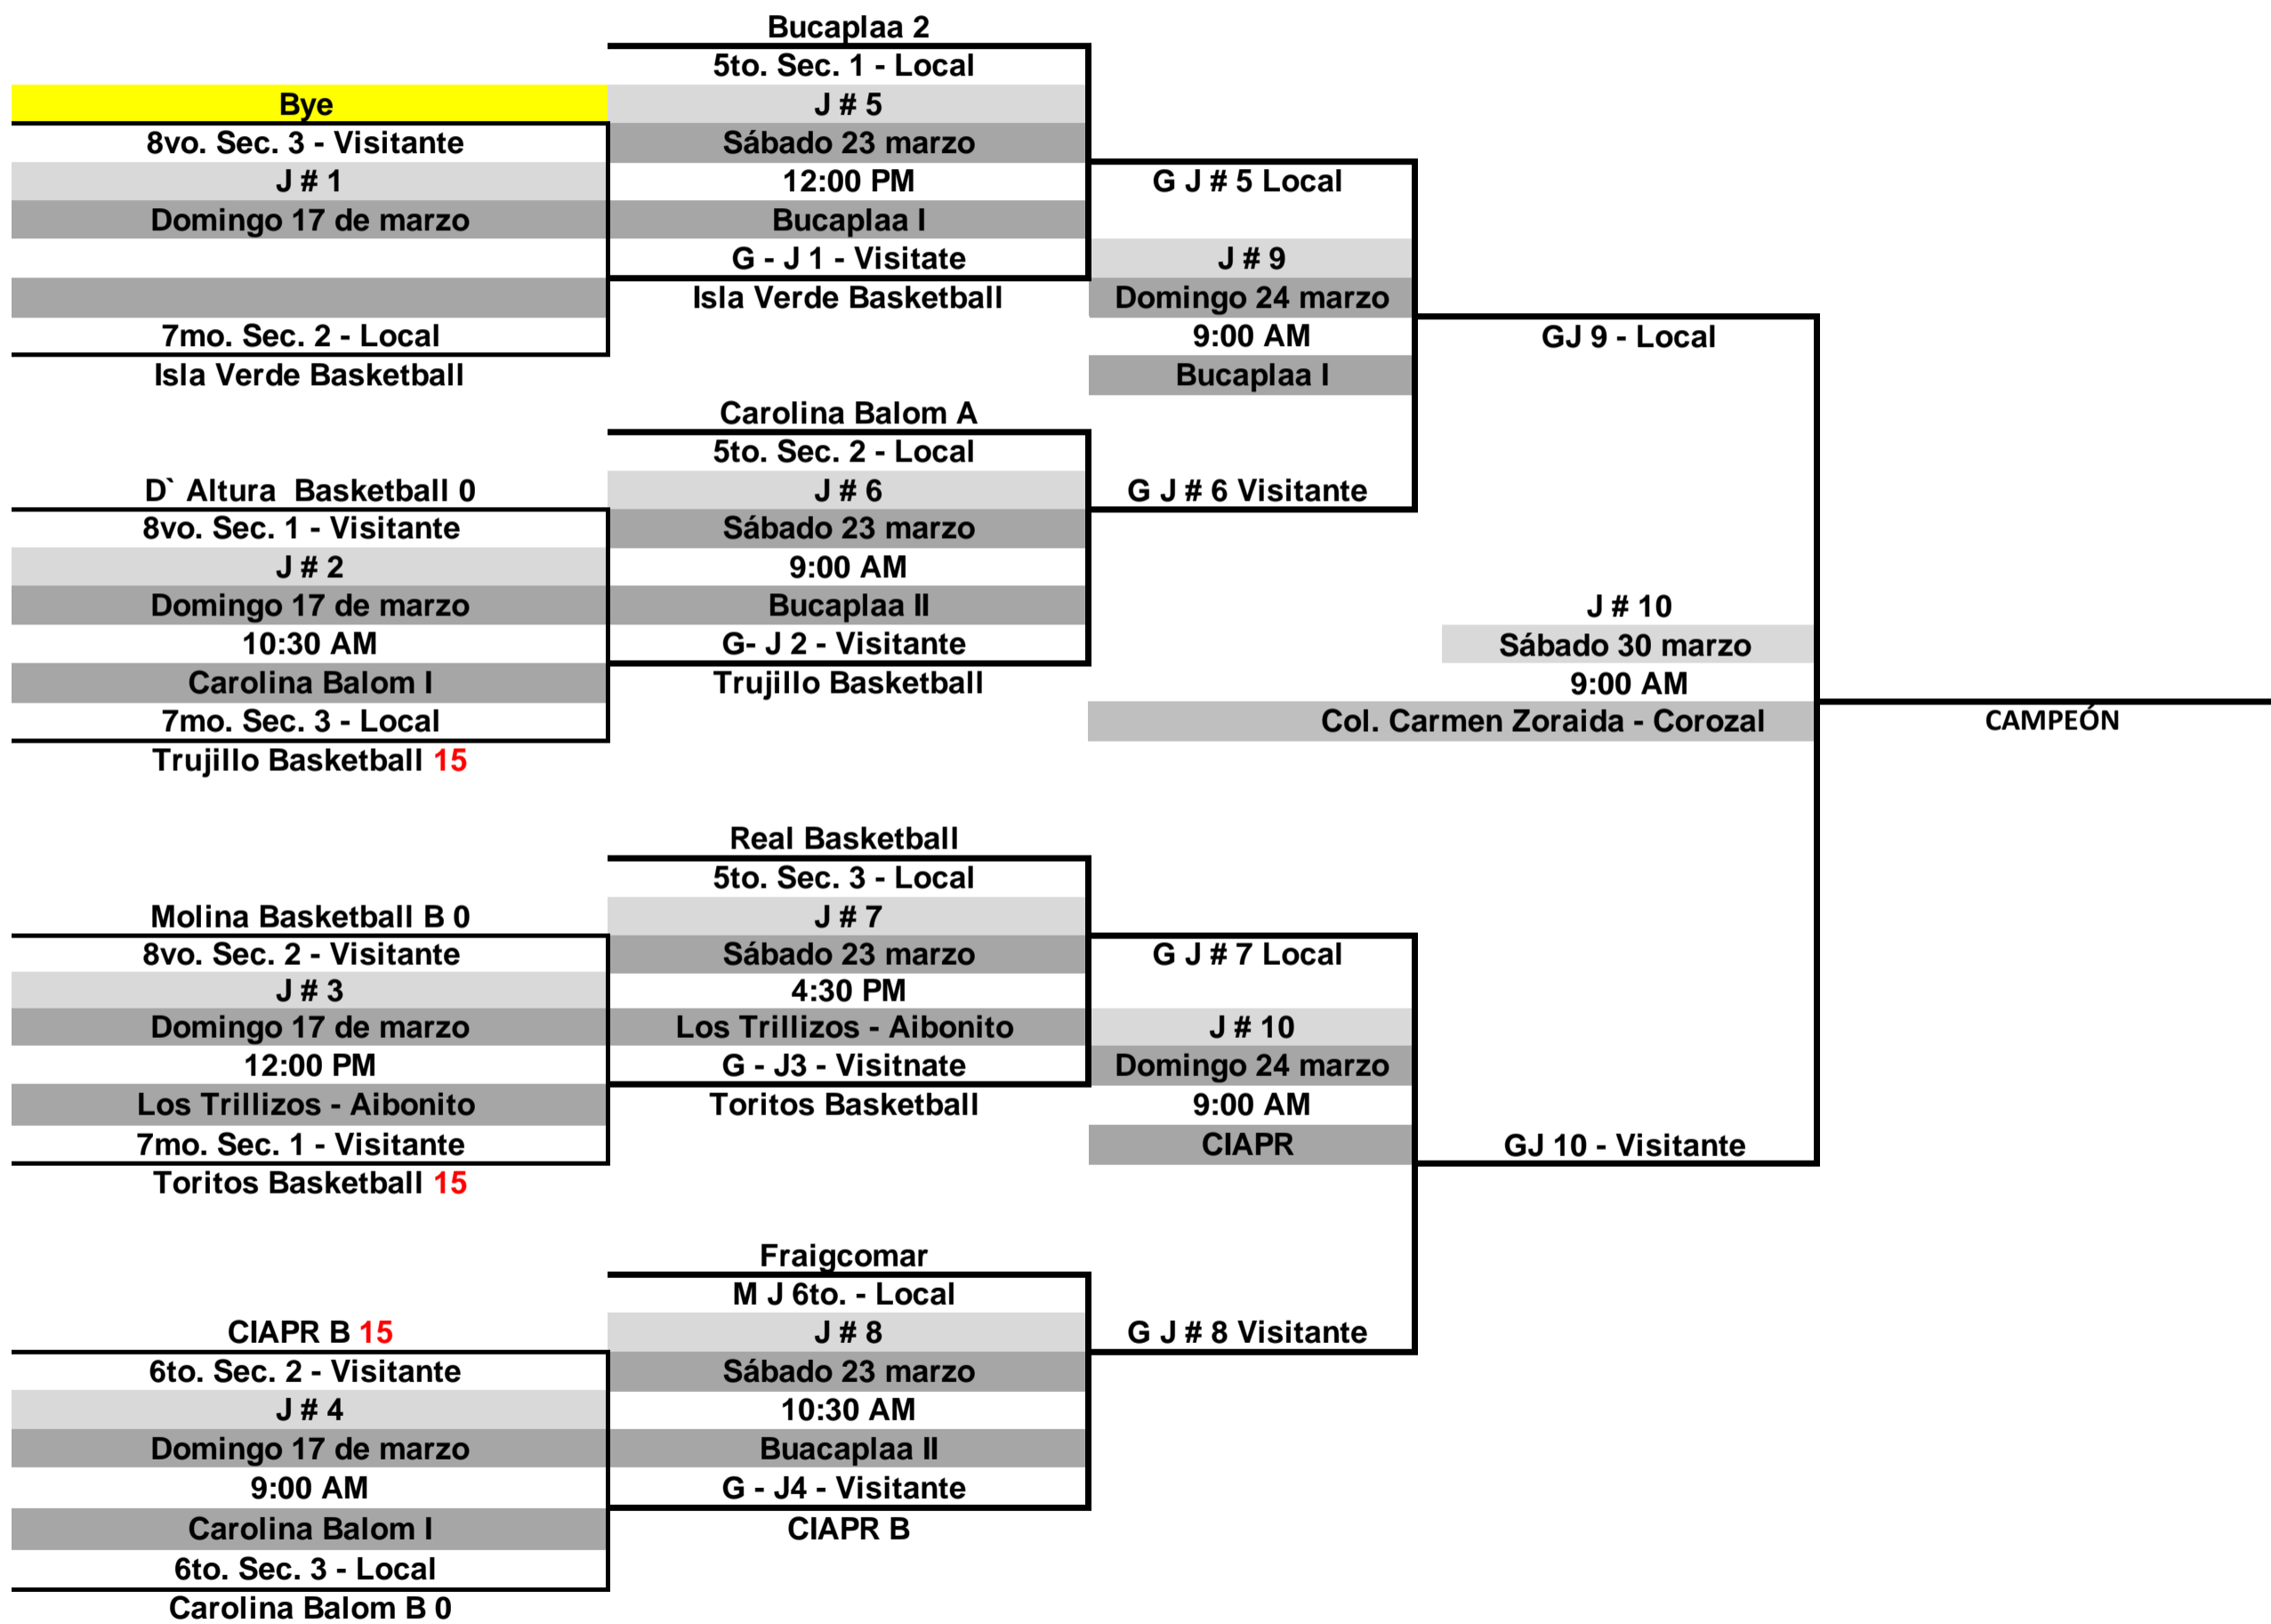 Bye
8vo. Sec. 3 - Visitante
J # 1
Domingo 17 de marzo
7mo. Sec. 2 - Local
Isla Verde Basketball
D` Altura  Basketball 0
8vo. Sec. 1 - Visitante
J # 2
Domingo 17 de marzo
10:30 AM
Carolina Balom I
7mo. Sec. 3 - Local
Trujillo Basketball 15
Molina Basketball B 0
8vo. Sec. 2 - Visitante
J # 3
Domingo 17 de marzo
12:00 PM
Los Trillizos - Aibonito
7mo. Sec. 1 - Visitante
Toritos Basketball 15
CIAPR B 15
6to. Sec. 2 - Visitante
J # 4
Domingo 17 de marzo
9:00 AM
Carolina Balom I
6to. Sec. 3 - Local
Carolina Balom B 0
Bucaplaa 2
5to. Sec. 1 - Local
J # 5
Sábado 23 marzo
12:00 PM
Bucaplaa I
G - J 1 - Visitate
Isla Verde Basketball
Carolina Balom A
5to. Sec. 2 - Local
J # 6
Sábado 23 marzo
9:00 AM
Bucaplaa II
G- J 2 - Visitante
Trujillo Basketball
Real Basketball
5to. Sec. 3 - Local
J # 7
Sábado 23 marzo
4:30 PM
Los Trillizos - Aibonito
G - J3 - Visitnate
Toritos Basketball
Fraigcomar
M J 6to. - Local
J # 8
Sábado 23 marzo
10:30 AM
Buacaplaa II
G - J4 - Visitante
CIAPR B
G J # 5 Local
J # 9
Domingo 24 marzo
9:00 AM
Bucaplaa I
G J # 6 Visitante
G J # 7 Local
J # 10
Domingo 24 marzo
9:00 AM
CIAPR
G J # 8 Visitante
GJ 9 - Local
J # 10
Sábado 30 marzo
9:00 AM
Col. Carmen Zoraida - Corozal
GJ 10 - Visitante
CAMPEÓN